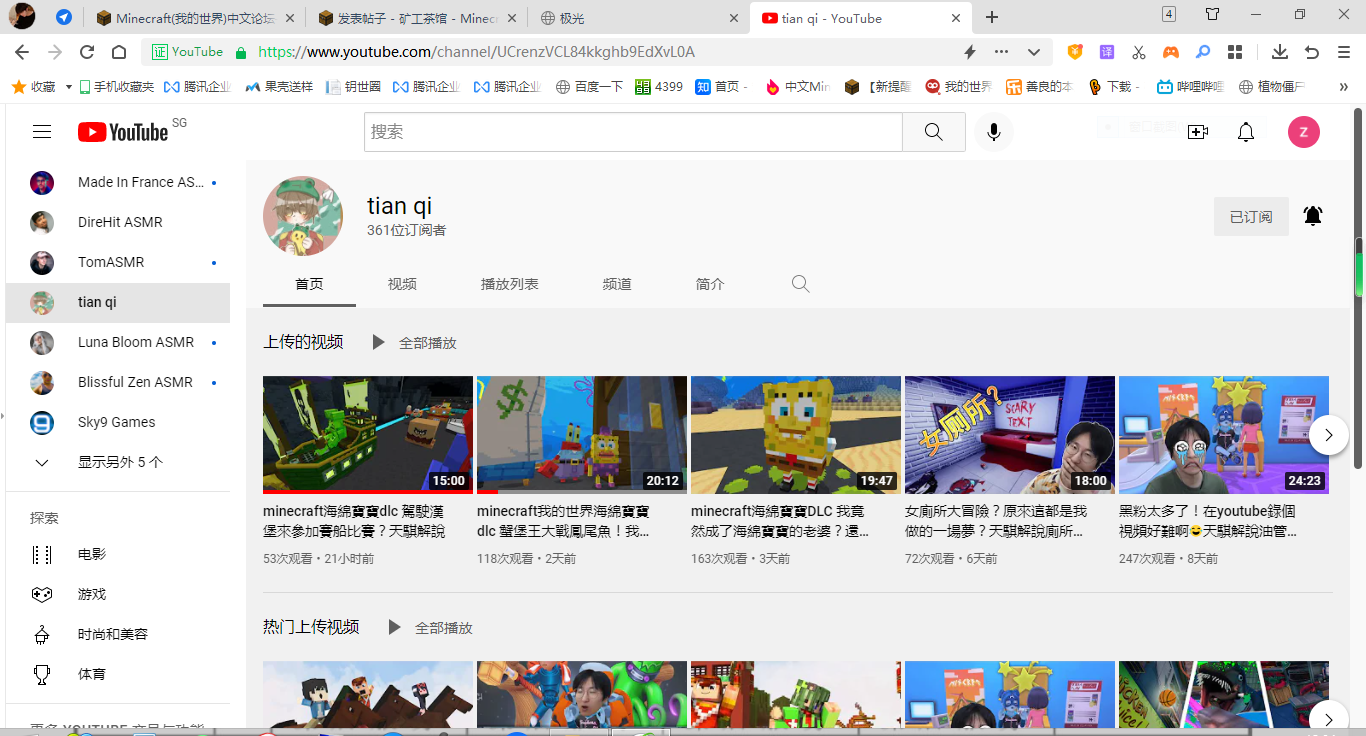 Minecraft(我的世界)中文论坛
发表帖子 - 矿工茶馆 - Minec
极光
tian qi - YouTube
4
证 YouTube
https://www.youtube.com/channel/UCrenzVCL84kkghb9EdXvL0A
收藏
手机收藏夹
腾讯企业
果壳送样
钥世圈
腾讯企业
腾讯企业
百度一下
4399
首页 -
中文Min
【新提醒
我的世界
善良的本
下载 -
哔哩哔哩
植物僵尸
YouTube SG
搜索
Z
Made In France AS...
DireHit ASMR
TomASMR
tian qi
Luna Bloom ASMR
Blissful Zen ASMR
Sky9 Games
显示另外 5 个
探索
电影
游戏
时尚和美容
体育
tian qi
361位订阅者
已订阅
首页
视频
播放列表
频道
简介
上传的视频
全部播放
15:00
20:12
19:47
女厕所?
SCARY
TEXT
18:00
24:23
minecraft海綿寶寶dlc 駕駛漢
堡來參加賽船比賽？天騏解說
53次观看・21小时前
minecraft我的世界海綿寶寶
dlc 蟹堡王大戰鳳尾魚！我...
118次观看・2天前
minecraft海綿寶寶DLC 我竟
然成了海綿寶寶的老婆？還...
163次观看・3天前
女廁所大冒險？原來這都是我
做的一場夢？天騏解說廁所...
72次观看・6天前
黑粉太多了！在youtube錄個
視頻好難啊😅天騏解說油管...
247次观看・8天前
热门上传视频
全部播放
更多 YOUTUBE 产品与功能